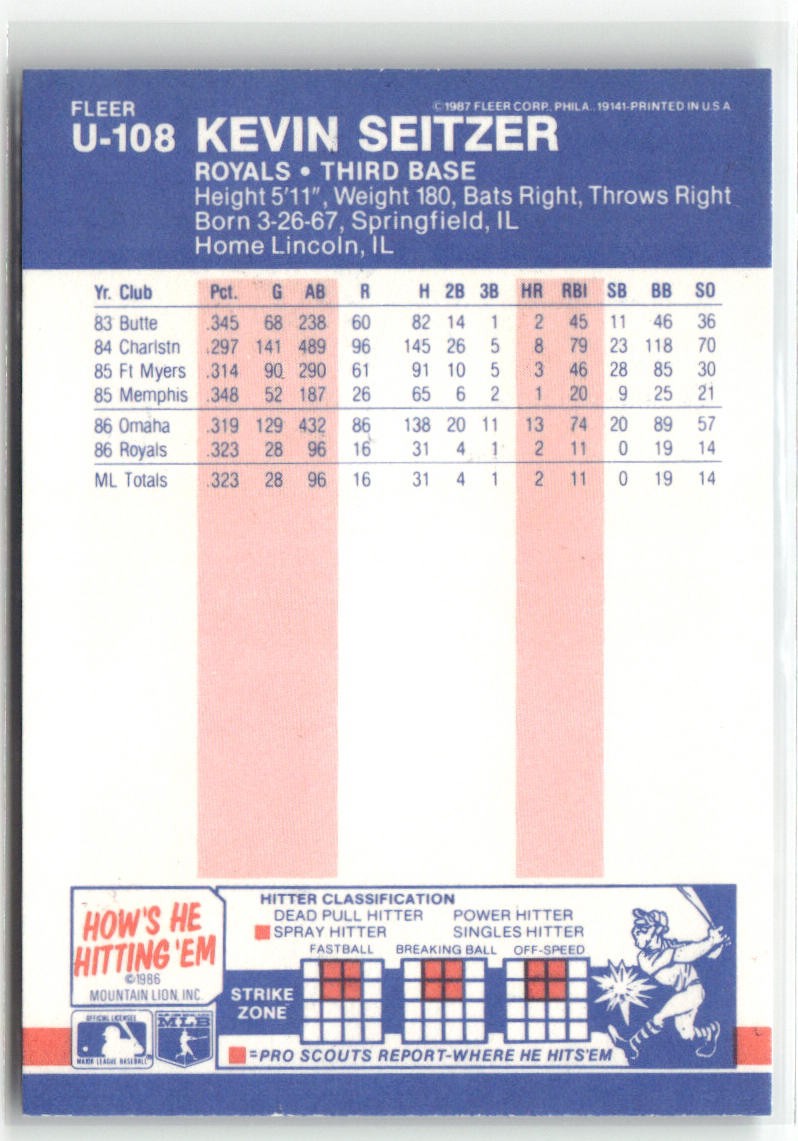 FLEER
©1987 FLEER CORP. PHILA., 19141-PRINTED IN U.S.A
U-108 KEVIN SEITZER
ROYALS • THIRD BASE
Height 5'11", Weight 180, Bats Right, Throws Right
Born 3-26-67, Springfield, IL
Home Lincoln, IL
Yr. Club Pct. G AB R H 2B 3B HR RBI SB BB SO
83 Butte .345 68 238 60 82 14 1 2 45 11 46 36
84 Charlstn .297 141 489 96 145 26 5 8 79 23 118 70
85 Ft Myers .314 90 290 61 91 10 5 3 46 28 85 30
85 Memphis .348 52 187 26 65 6 2 1 20 9 25 21
86 Omaha .319 129 432 86 138 20 11 13 74 20 89 57
86 Royals .323 28 96 16 31 4 1 2 11 0 19 14
ML Totals .323 28 96 16 31 4 1 2 11 0 19 14
HOW'S HE
HITTING 'EM
©1986
MOUNTAIN LION, INC.
HITTER CLASSIFICATION
DEAD PULL HITTER POWER HITTER
SPRAY HITTER SINGLES HITTER
FASTBALL BREAKING BALL OFF-SPEED
STRIKE
ZONE
=PRO SCOUTS REPORT-WHERE HE HITS 'EM
OFFICIAL LICENSEE
MAJOR LEAGUE BASEBALL
MLB